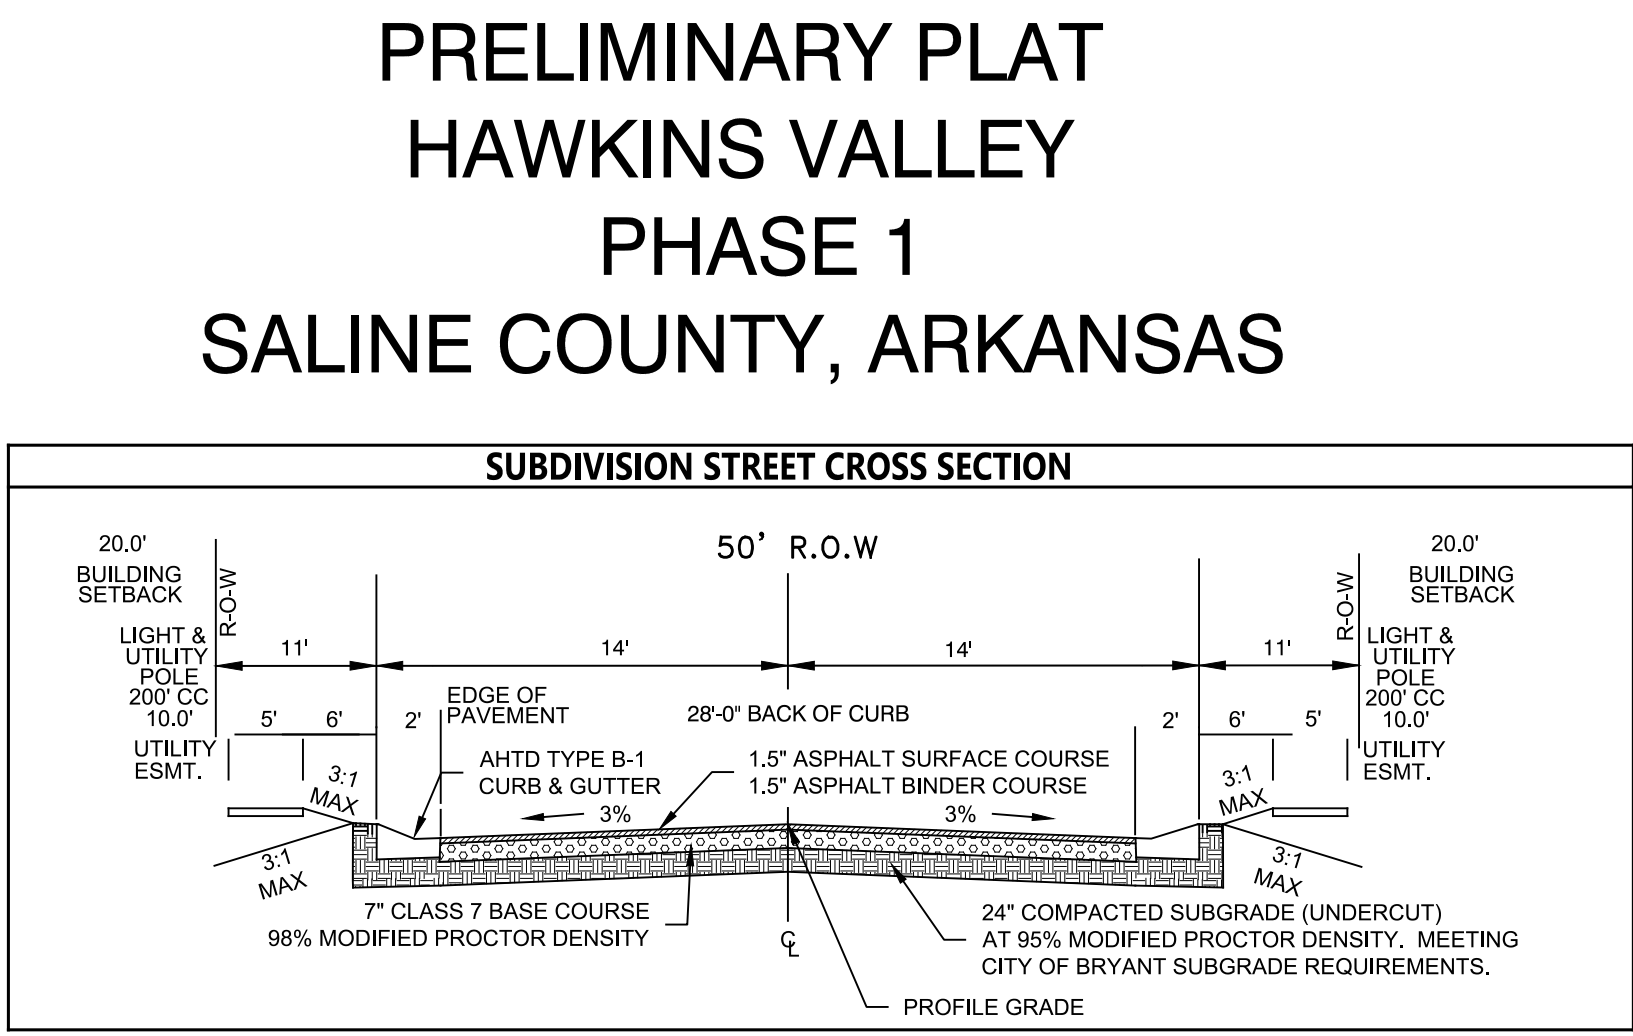 PRELIMINARY PLAT
HAWKINS VALLEY
PHASE 1
SALINE COUNTY, ARKANSAS
SUBDIVISION STREET CROSS SECTION
50' R.O.W
20.0'
BUILDING
SETBACK
R-O-W
LIGHT &
UTILITY
POLE
200' CC
10.0'
UTILITY
ESMT.
11'
14'
14'
11'
R-O-W
20.0'
BUILDING
SETBACK
LIGHT &
UTILITY
POLE
200' CC
10.0'
UTILITY
ESMT.
5'
6'
2'
EDGE OF
PAVEMENT
28'-0" BACK OF CURB
2'
6'
5'
3:1
MAX
AHTD TYPE B-1
CURB & GUTTER
1.5" ASPHALT SURFACE COURSE
1.5" ASPHALT BINDER COURSE
3:1
MAX
3%
3%
3:1
MAX
3:1
MAX
7" CLASS 7 BASE COURSE
98% MODIFIED PROCTOR DENSITY
CL
24" COMPACTED SUBGRADE (UNDERCUT)
AT 95% MODIFIED PROCTOR DENSITY. MEETING
CITY OF BRYANT SUBGRADE REQUIREMENTS.
PROFILE GRADE